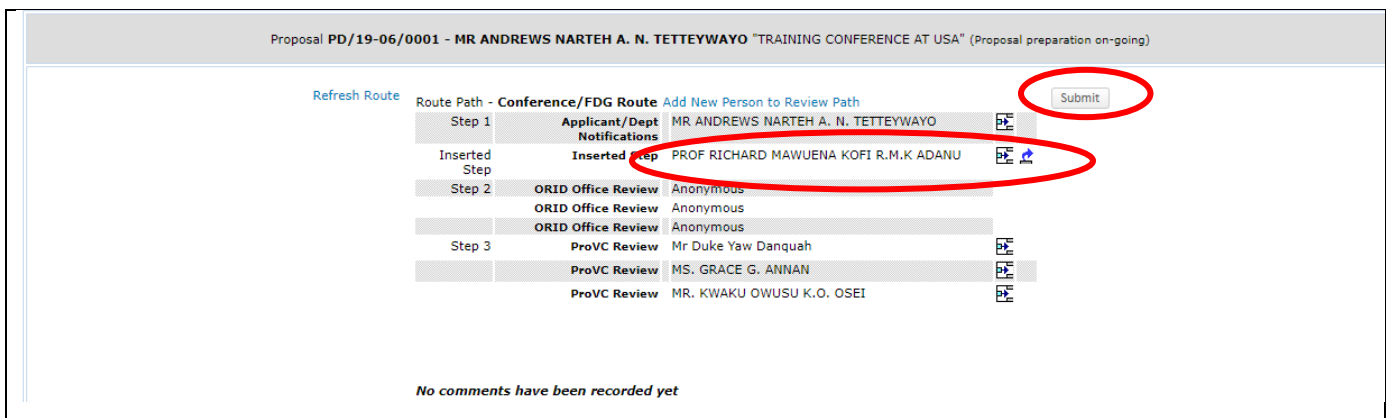 Proposal PD/19-06/0001 - MR ANDREWS NARTEH A. N. TETTEYWAYO "TRAINING CONFERENCE AT USA" (Proposal preparation on-going)
Refresh Route Route Path - Conference/FDG Route Add New Person to Review Path Submit
Step 1 Applicant/Dept MR ANDREWS NARTEH A. N. TETTEYWAYO
Notifications
Inserted Inserted Step PROF RICHARD MAWUENA KOFI R.M.K ADANU
Step
Step 2 ORID Office Review Anonymous
ORID Office Review Anonymous
ORID Office Review Anonymous
Step 3 ProVC Review Mr Duke Yaw Danquah
ProVC Review MS. GRACE G. ANNAN
ProVC Review MR. KWAKU OWUSU K.O. OSEI
No comments have been recorded yet